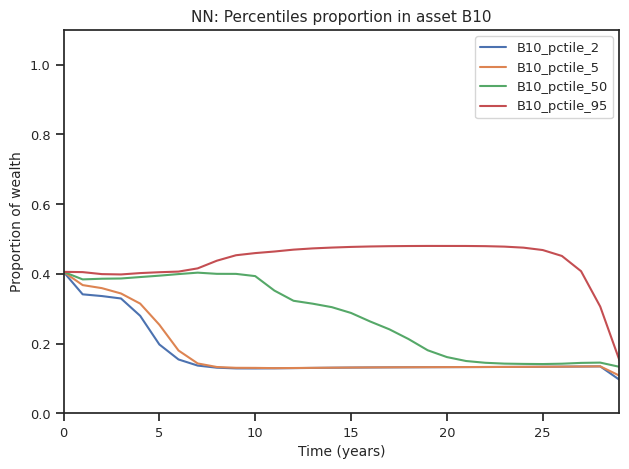 NN: Percentiles proportion in asset B10
B10_pctile_2
B10_pctile_5
B10_pctile_50
B10_pctile_95
Proportion of wealth
1.0
0.8
0.6
0.4
0.2
0.0
0 5 10 15 20 25
Time (years)